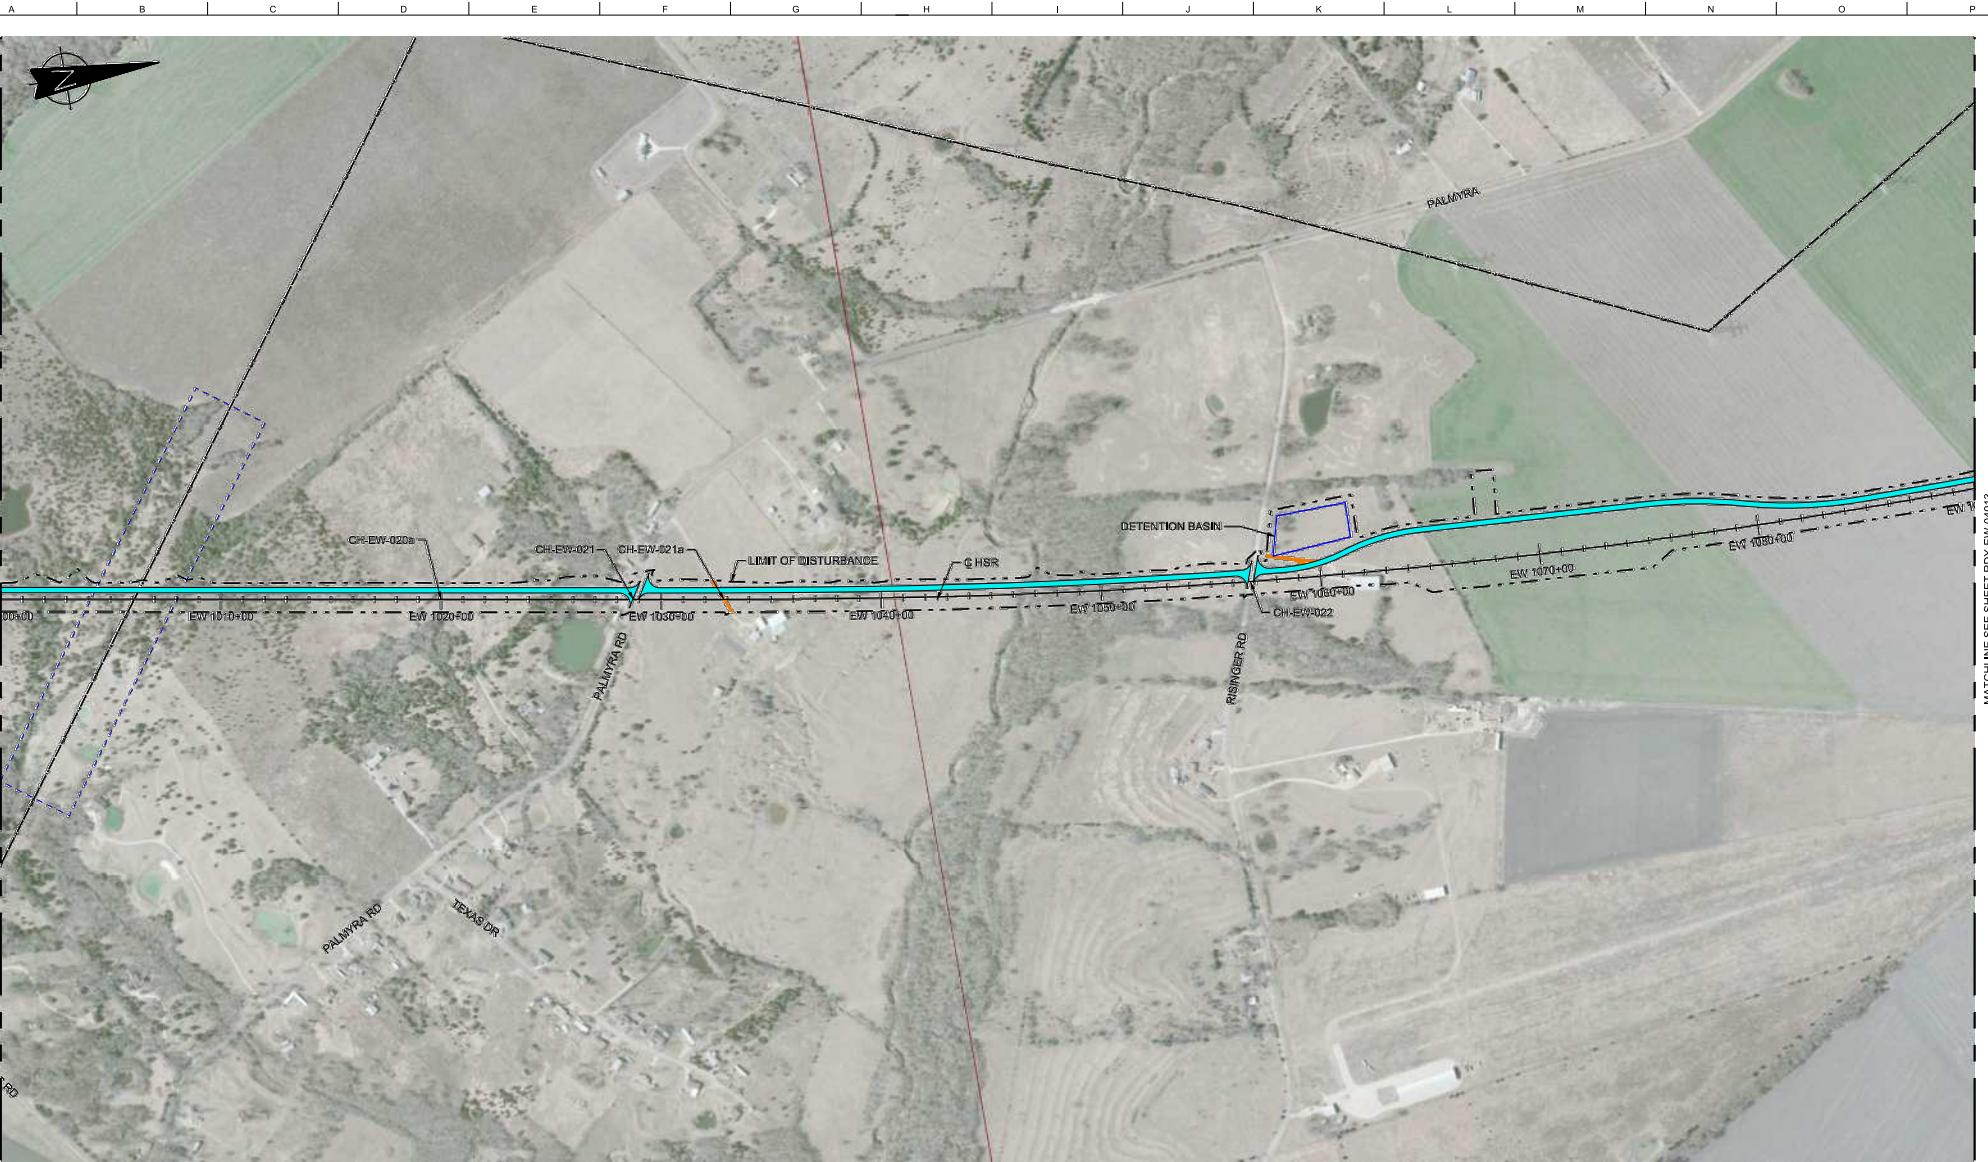 A B C D E F G H I J K L M N O P
N
PALMYRA
DETENTION BASIN
CH-EW-020a
CH-EW-021
CH-EW-021a
LIMIT OF DISTURBANCE
HSR
EW 1010+00
EW 1020+00
EW 1030+00
EW 1040+00
EW 1050+00
EW 1060+00
EW 1070+00
EW 1080+00
CH-EW-022
PALMYRA RD
RISINGER RD
PALMYRA RD
TEXAS DR
RD